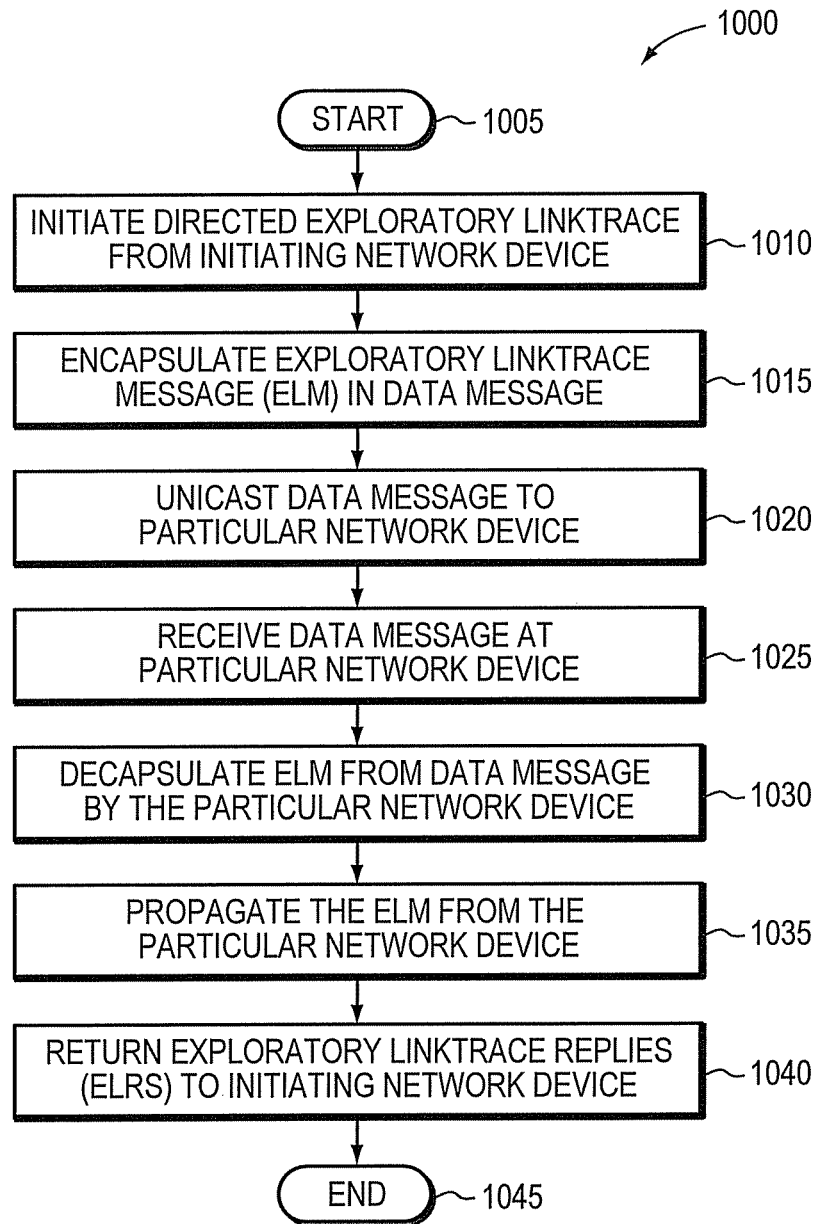 1000
START
1005
INITIATE DIRECTED EXPLORATORY LINKTRACE
FROM INITIATING NETWORK DEVICE
1010
ENCAPSULATE EXPLORATORY LINKTRACE
MESSAGE (ELM) IN DATA MESSAGE
1015
UNICAST DATA MESSAGE TO
PARTICULAR NETWORK DEVICE
1020
RECEIVE DATA MESSAGE AT
PARTICULAR NETWORK DEVICE
1025
DECAPSULATE ELM FROM DATA MESSAGE
BY THE PARTICULAR NETWORK DEVICE
1030
PROPAGATE THE ELM FROM THE
PARTICULAR NETWORK DEVICE
1035
RETURN EXPLORATORY LINKTRACE REPLIES
(ELRS) TO INITIATING NETWORK DEVICE
1040
END
1045